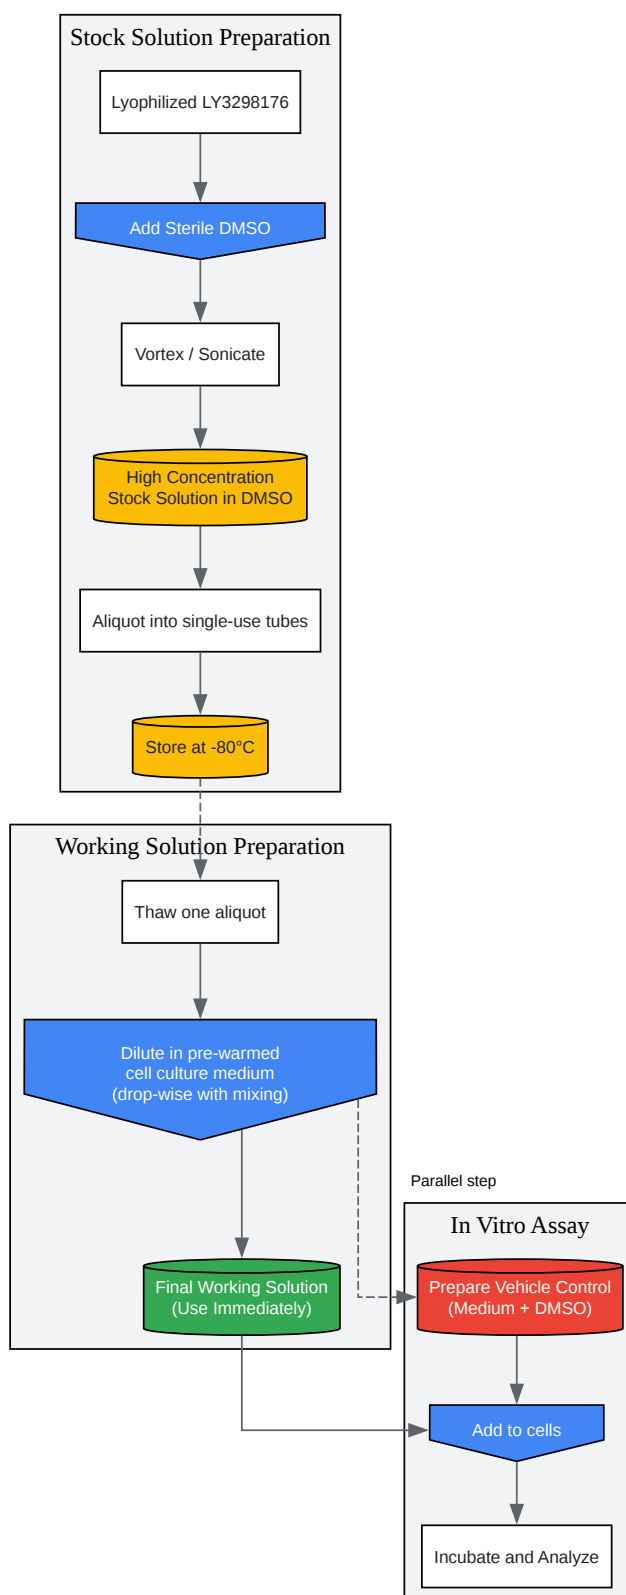 Stock Solution Preparation
Lyophilized LY3298176
Add Sterile DMSO
Vortex / Sonicate
High Concentration
Stock Solution in DMSO
Aliquot into single-use tubes
Store at -80°C
Working Solution Preparation
Thaw one aliquot
Dilute in pre-warmed
cell culture medium
(drop-wise with mixing)
Final Working Solution
(Use Immediately)
Parallel step
In Vitro Assay
Prepare Vehicle Control
(Medium + DMSO)
Add to cells
Incubate and Analyze